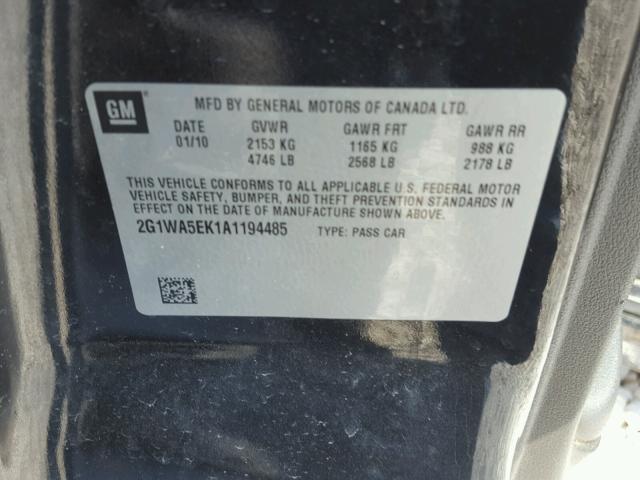 GM
MFD BY GENERAL MOTORS OF CANADA LTD.
DATE GVWR GAWR FRT GAWR RR
01/10 2153 KG 1165 KG 988 KG
4746 LB 2568 LB 2178 LB
THIS VEHICLE CONFORMS TO ALL APPLICABLE U.S. FEDERAL MOTOR
VEHICLE SAFETY, BUMPER, AND THEFT PREVENTION STANDARDS IN
EFFECT ON THE DATE OF MANUFACTURE SHOWN ABOVE.
2G1WA5EK1A1194485 TYPE: PASS CAR